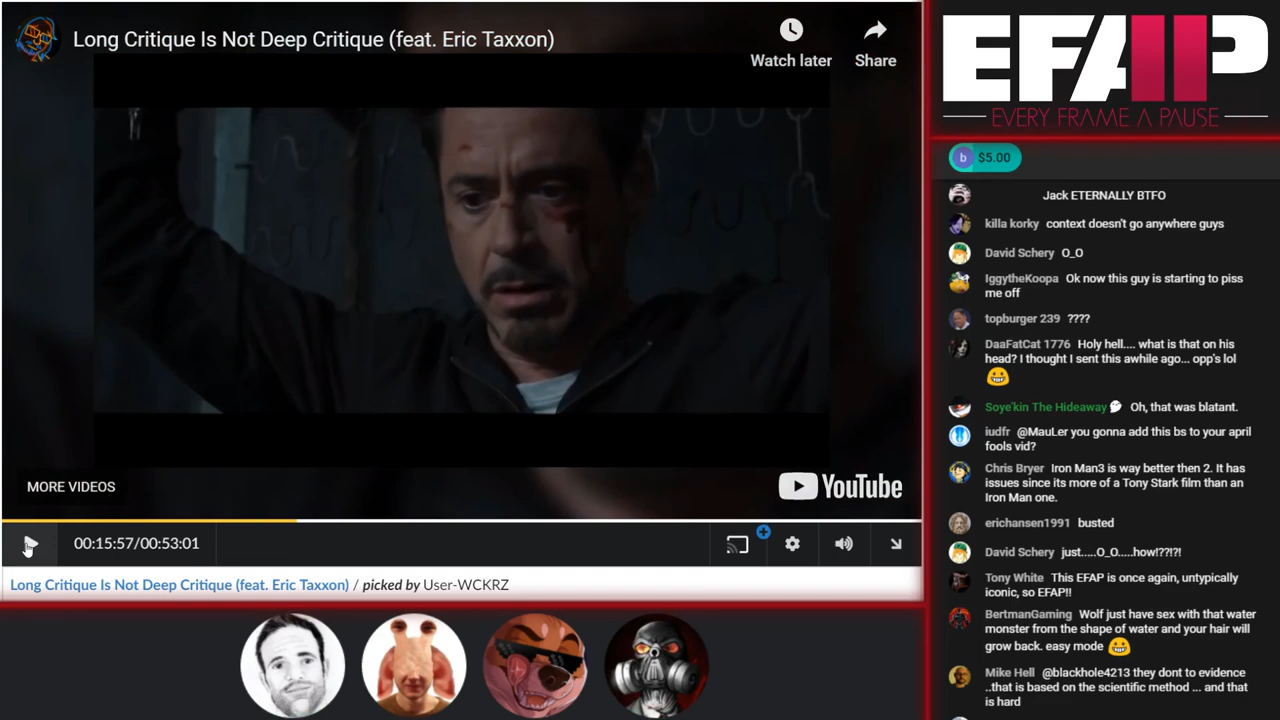 Long Critique Is Not Deep Critique (feat. Eric Taxxon)
Watch later
Share
MORE VIDEOS
YouTube
00:15:57/00:53:01
Long Critique Is Not Deep Critique (feat. Eric Taxxon) / picked by User-WCKRZ
EFAP
EVERY FRAME A PAUSE
b $5.00
Jack ETERNALLY BTFO
killa korky context doesn't go anywhere guys
David Schery O_O
IggytheKoopa Ok now this guy is starting to piss
me off
topburger 239 ????
DaaFatCat 1776 Holy hell.... what is that on his
head? I thought I sent this awhile ago... opp's lol
Soye'kin The Hideaway Oh, that was blatant.
iudfr @MauLer you gonna add this bs to your april
fools vid?
Chris Bryer Iron Man3 is way better then 2. It has
issues since its more of a Tony Stark film than an
Iron Man one.
erichansen1991 busted
David Schery just.....O_O.....how!??!?!
Tony White This EFAP is once again, untypically
iconic, so EFAP!!
BertmanGaming Wolf just have sex with that water
monster from the shape of water and your hair will
grow back. easy mode
Mike Hell @blackhole4213 they dont to evidence
..that is based on the scientific method ... and that
is hard